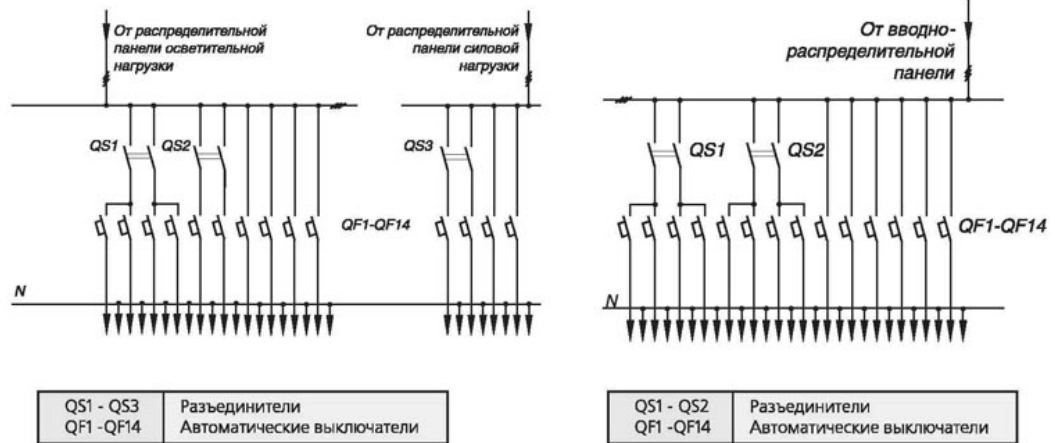 От распределительной
панели осветительной
нагрузки
От распределительной
панели силовой
нагрузки
QS1
QS2
QS3
QF1-QF14
N
QS1 - QS3 Разъединители
QF1 -QF14 Автоматические выключатели
От вводно-
распределительной
панели
QS1
QS2
QF1-QF14
N
QS1 - QS2 Разъединители
QF1 -QF14 Автоматические выключатели